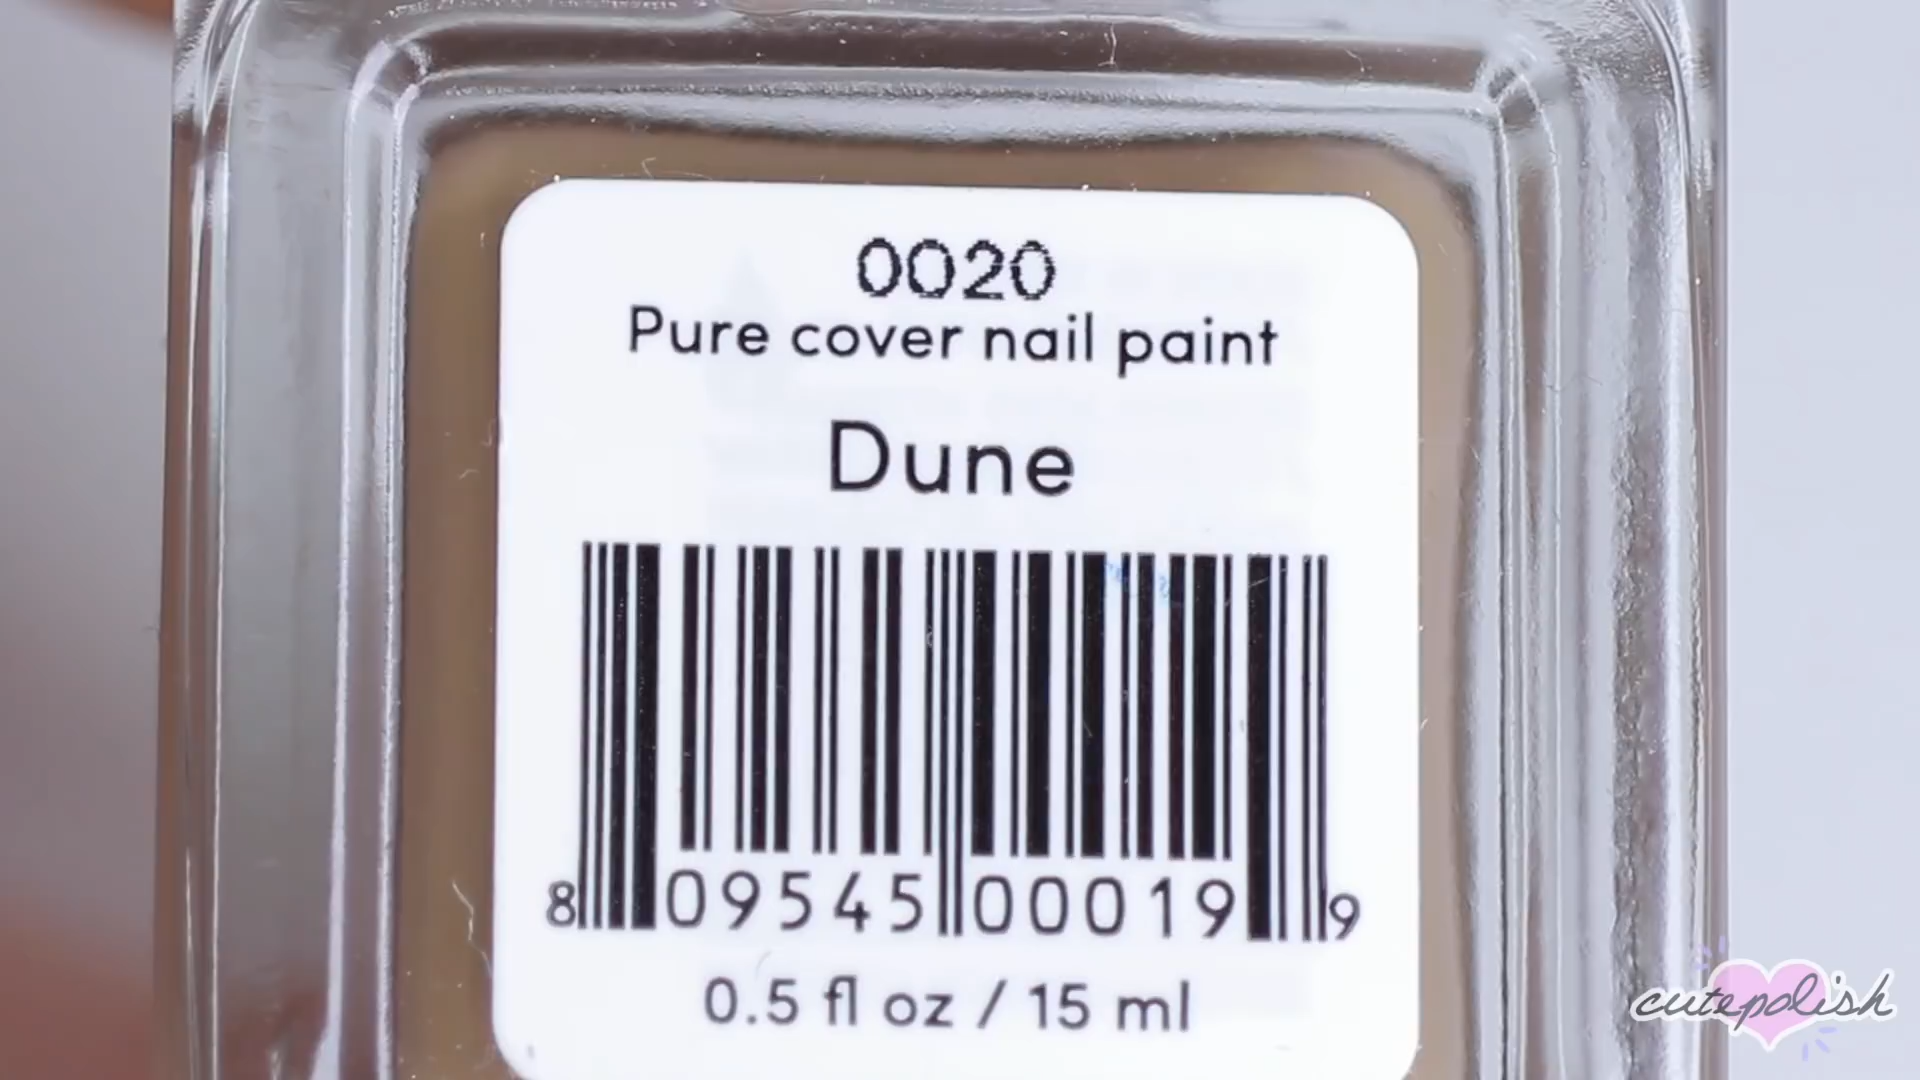 0020
Pure cover nail paint
Dune
8 09545 00019 9
0.5 fl oz / 15 ml
cutepolish